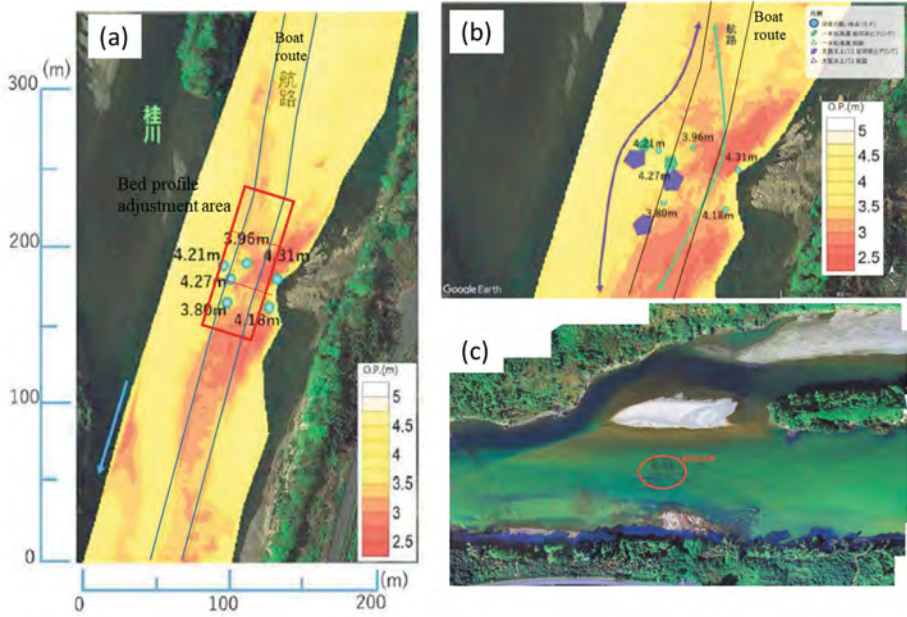 (a)
Boat
route
航路
300
(m)
桂川
Bed profile
adjustment area
200
3.96m
4.21m
4.31m
4.27m
3.80m
4.18m
100
0
O.P.(m)
5
4.5
4
3.5
3
2.5
0
100
200
(m)
(b)
航路
Boat
route
凡例
3.96m
4.21m
4.31m
4.27m
3.80m
4.18m
O.P.(m)
5
4.5
4
3.5
3
2.5
Google Earth
(c)